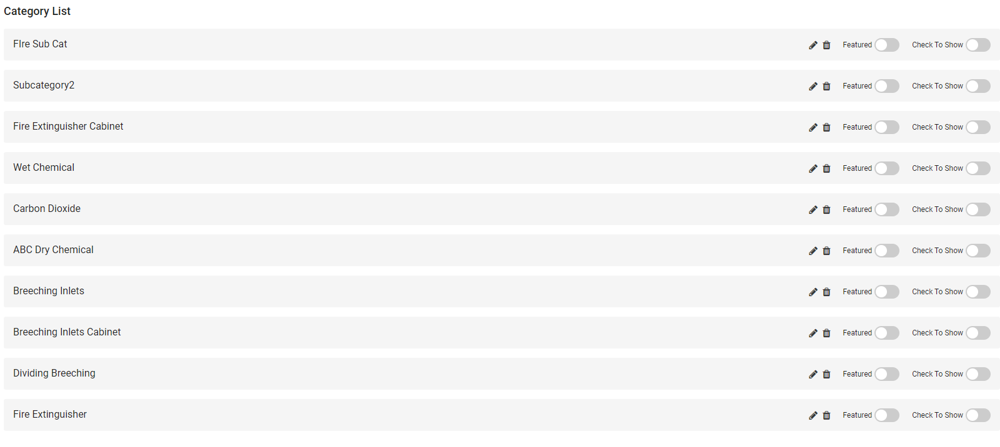 Category List
FIre Sub Cat Featured Check To Show
Subcategory2 Featured Check To Show
Fire Extinguisher Cabinet Featured Check To Show
Wet Chemical Featured Check To Show
Carbon Dioxide Featured Check To Show
ABC Dry Chemical Featured Check To Show
Breeching Inlets Featured Check To Show
Breeching Inlets Cabinet Featured Check To Show
Dividing Breeching Featured Check To Show
Fire Extinguisher Featured Check To Show